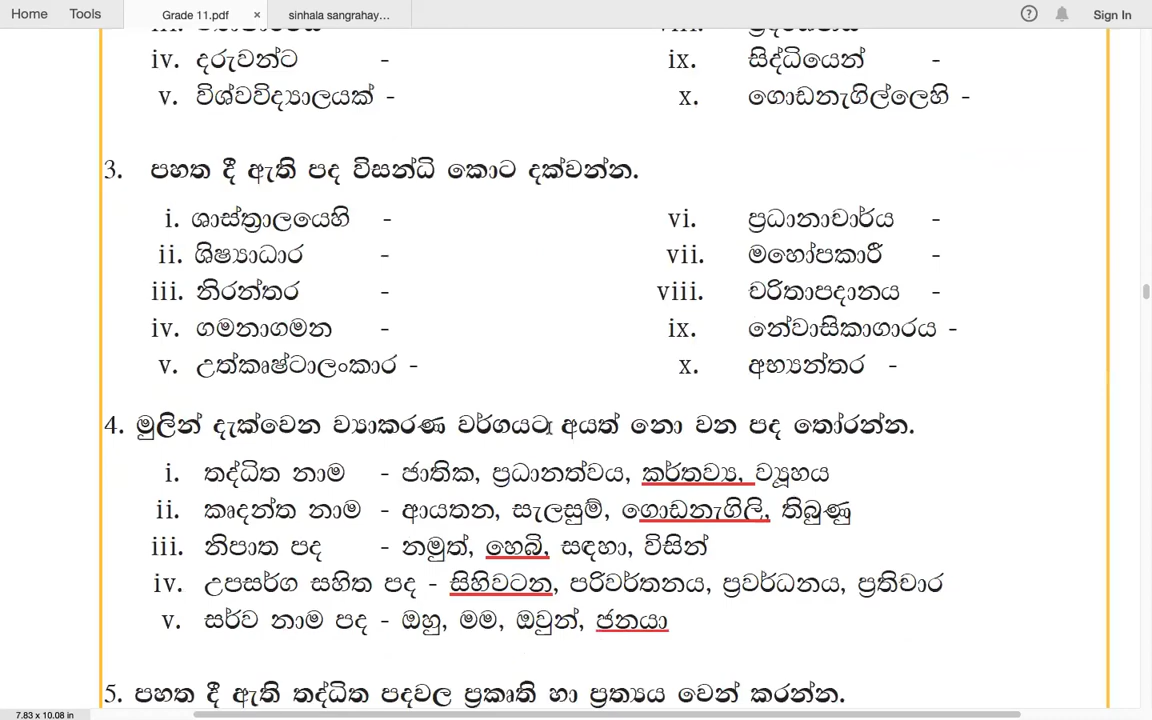 Home Tools Grade 11.pdf × sinhala sangrahay... Sign In
iv. දරුවන්ට - ix. සිද්ධියෙන් -
v. විශ්වවිද්‍යාලයක් - x. ගොඩනැගිල්ලෙහි -
3. පහත දී ඇති පද විසන්ධි කොට දක්වන්න.
i. ශාස්ත්‍රාලයෙහි - vi. ප්‍රධානාචාර්ය -
ii. ශිෂ්‍යාධාර - vii. මහෝපකාරී -
iii. නිරන්තර - viii. චරිතාපදානය -
iv. ගමනාගමන - ix. නේවාසිකාගාරය -
v. උත්කෘෂ්ටාලංකාර - x. අභ්‍යන්තර -
4. මුලින් දැක්වෙන ව්‍යාකරණ වර්ගයට අයත් නො වන පද තෝරන්න.
i. තද්ධිත නාම - ජාතික, ප්‍රධානත්වය, කර්තව්‍ය, ව්‍යූහය
ii. කෘදන්ත නාම - ආයතන, සැලසුම්, ගොඩනැගිලි, තිබුණු
iii. නිපාත පද - නමුත්, හෙබි, සඳහා, විසින්
iv. උපසර්ග සහිත පද - සිහිවටන, පරිවර්තනය, ප්‍රවර්ධනය, ප්‍රතිචාර
v. සර්ව නාම පද - ඔහු, මම, ඔවුන්, ජනයා
5. පහත දී ඇති තද්ධිත පදවල ප්‍රකෘති හා ප්‍රත්‍යය වෙන් කරන්න.
7.83 x 10.08 in